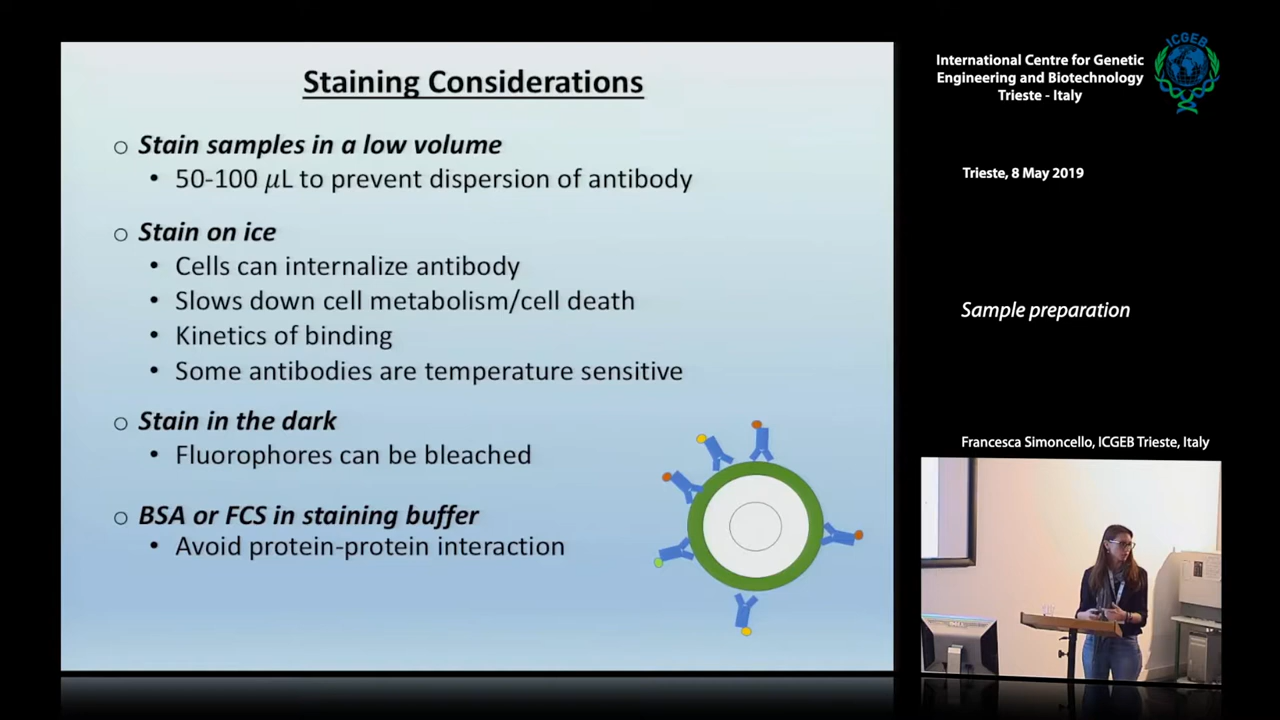 Staining Considerations
o Stain samples in a low volume
• 50-100 μL to prevent dispersion of antibody
o Stain on ice
• Cells can internalize antibody
• Slows down cell metabolism/cell death
• Kinetics of binding
• Some antibodies are temperature sensitive
o Stain in the dark
• Fluorophores can be bleached
o BSA or FCS in staining buffer
• Avoid protein-protein interaction
International Centre for Genetic
Engineering and Biotechnology
Trieste - Italy
ICGEB
Trieste, 8 May 2019
Sample preparation
Francesca Simoncello, ICGEB Trieste, Italy